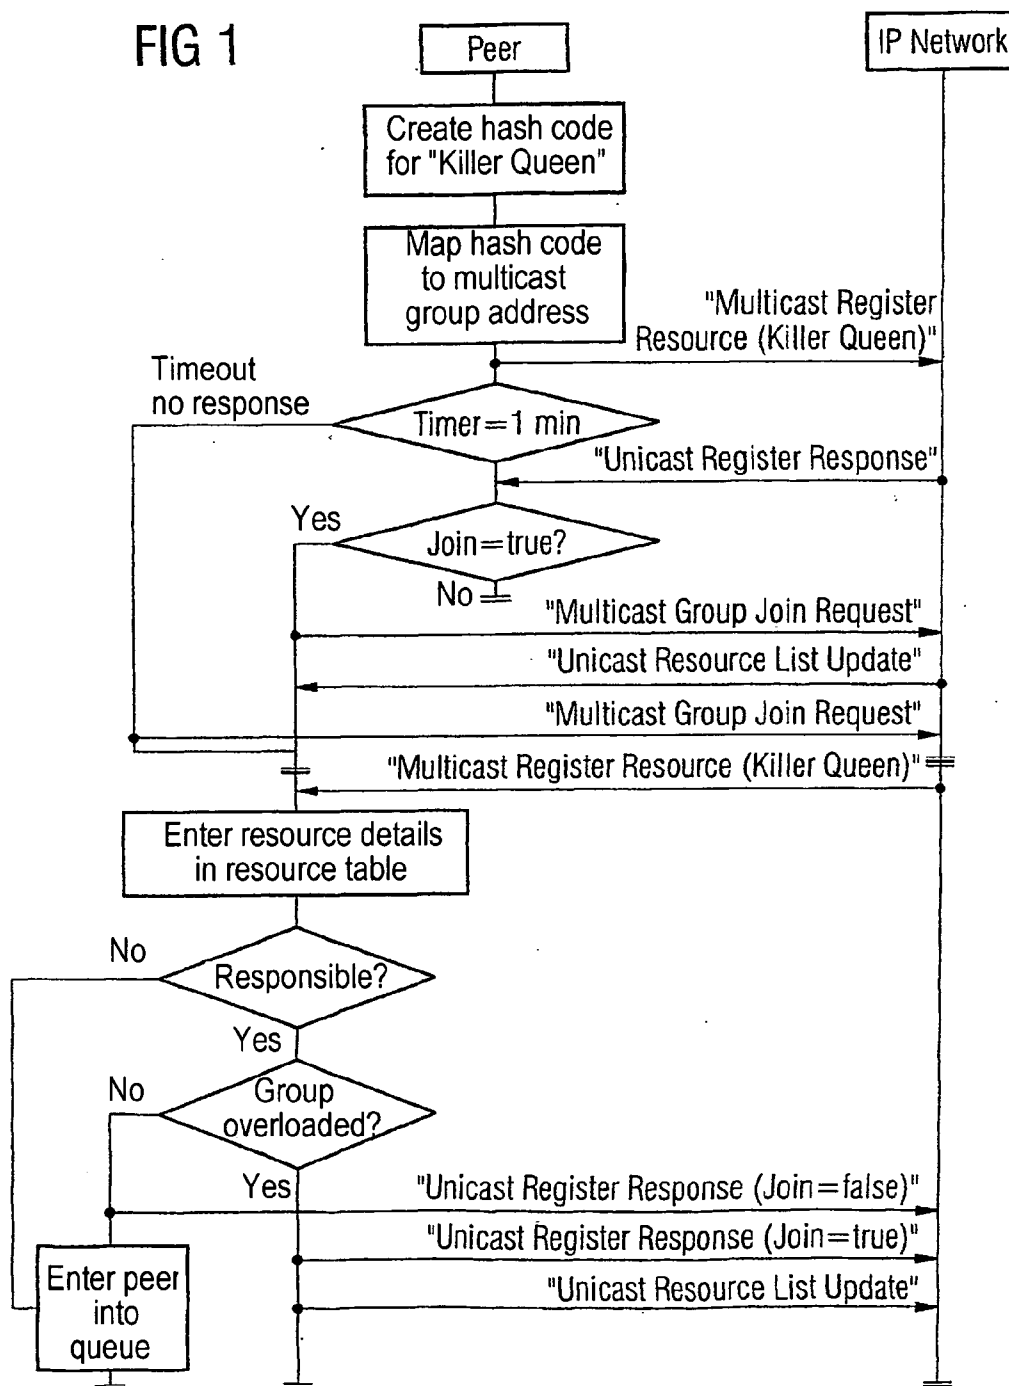 FIG 1
Peer
IP Network
Create hash code
for "Killer Queen"
Map hash code
to multicast
group address
"Multicast Register
Resource (Killer Queen)"
Timeout
no response
Timer=1 min
"Unicast Register Response"
Yes
Join=true?
No
"Multicast Group Join Request"
"Unicast Resource List Update"
"Multicast Group Join Request"
"Multicast Register Resource (Killer Queen)"
Enter resource details
in resource table
No
Responsible?
Yes
No
Group
overloaded?
Yes
"Unicast Register Response (Join=false)"
"Unicast Register Response (Join=true)"
"Unicast Resource List Update"
Enter peer
into
queue